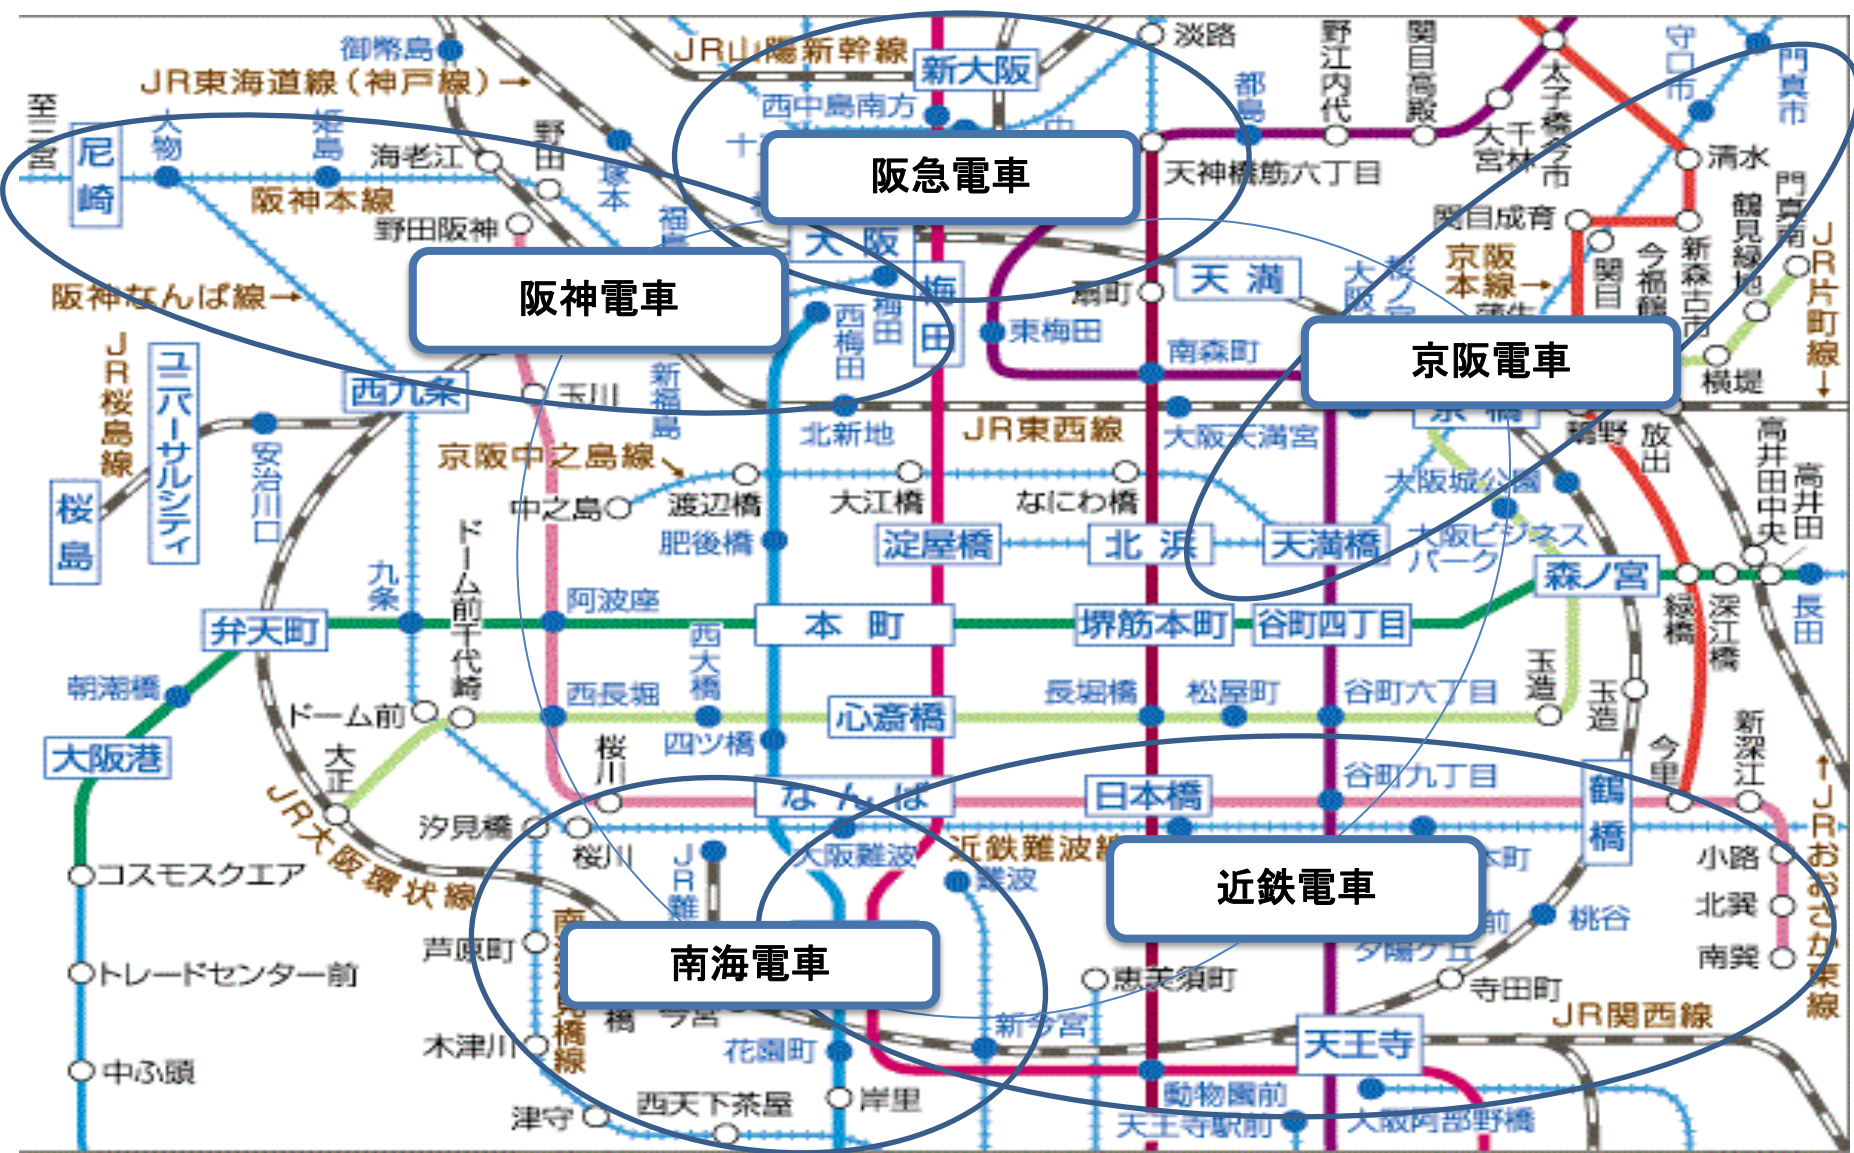 御幣島
JR山陽新幹線
新大阪
淡路
野江内代
関目高殿
太子橋今市
守口市
門真市
JR東海道線(神戸線)→
至三宮
尼崎
大物
姫島
海老江
野田
塚本
西中島南方
都島
千林大宮
清水
阪急電車
天神橋筋六丁目
阪神本線
野田阪神
福島
大阪
関目成育
新森古市
鶴見緑地
門真南
JR片町線→
阪神なんば線→
阪神電車
梅田
梅田
西梅田
東梅田
扇町
天満
京阪本線→
関目
京阪電車
横堤
JR桜島線
ユニバーサルシティ
西九条
玉川
新福島
南森町
北新地
JR東西線
大阪天満宮
放出
高井田中央
高井田
桜島
安治川口
京阪中之島線
中之島
渡辺橋
大江橋
なにわ橋
大阪城公園
大阪ビジネスパーク
肥後橋
淀屋橋
北浜
天満橋
森ノ宮
緑橋
深江橋
長田
九条
ドーム前千代崎
弁天町
阿波座
本町
堺筋本町
谷町四丁目
朝潮橋
西大橋
西長堀
心斎橋
長堀橋
松屋町
谷町六丁目
玉造
玉造
大阪港
ドーム前
四ツ橋
大正
桜川
なんば
日本橋
谷町九丁目
鶴橋
今里
新深江
JR大阪環状線
汐見橋
桜川
大阪難波
近鉄難波線
難波
近鉄電車
小路
北巽
南巽
JRおおさか東線
コスモスクエア
芦原町
南海電車
恵美須町
夕陽ケ丘
桃谷
寺田町
トレードセンター前
木津川
花園町
新今宮
天王寺
JR関西線
中ふ頭
津守
西天下茶屋
岸里
動物園前
天王寺駅前
大阪阿部野橋